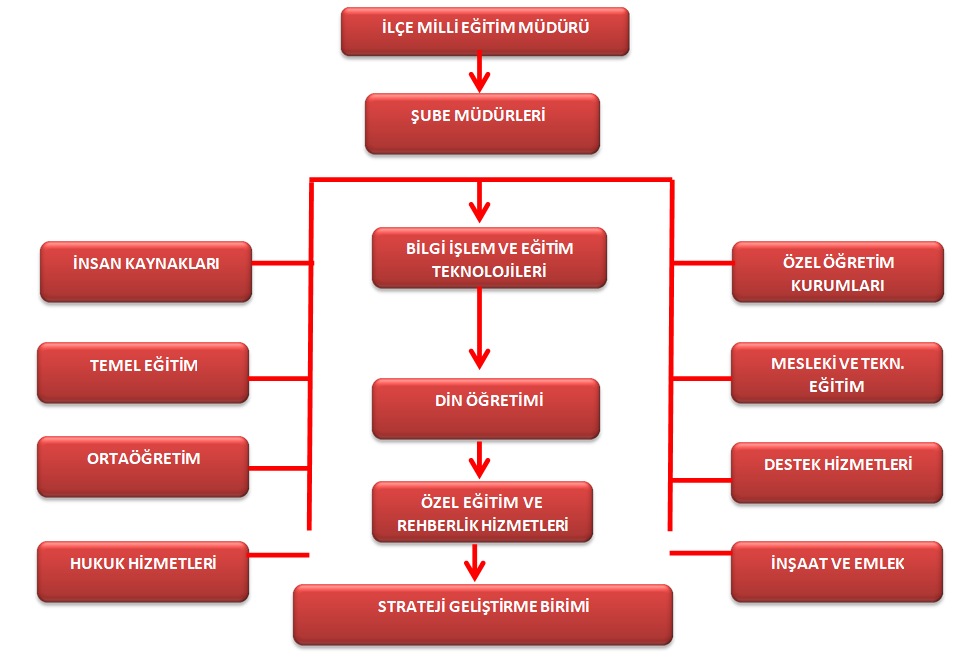 İLÇE MİLLİ EĞİTİM MÜDÜRÜ
ŞUBE MÜDÜRLERİ
İNSAN KAYNAKLARI
BİLGİ İŞLEM VE EĞİTİM
TEKNOLOJİLERİ
ÖZEL ÖĞRETİM
KURUMLARI
TEMEL EĞİTİM
DİN ÖĞRETİMİ
MESLEKİ VE TEKN.
EĞİTİM
ORTAÖĞRETİM
ÖZEL EĞİTİM VE
REHBERLİK HİZMETLERİ
DESTEK HİZMETLERİ
HUKUK HİZMETLERİ
STRATEJİ GELİŞTİRME BİRİMİ
İNŞAAT VE EMLEK